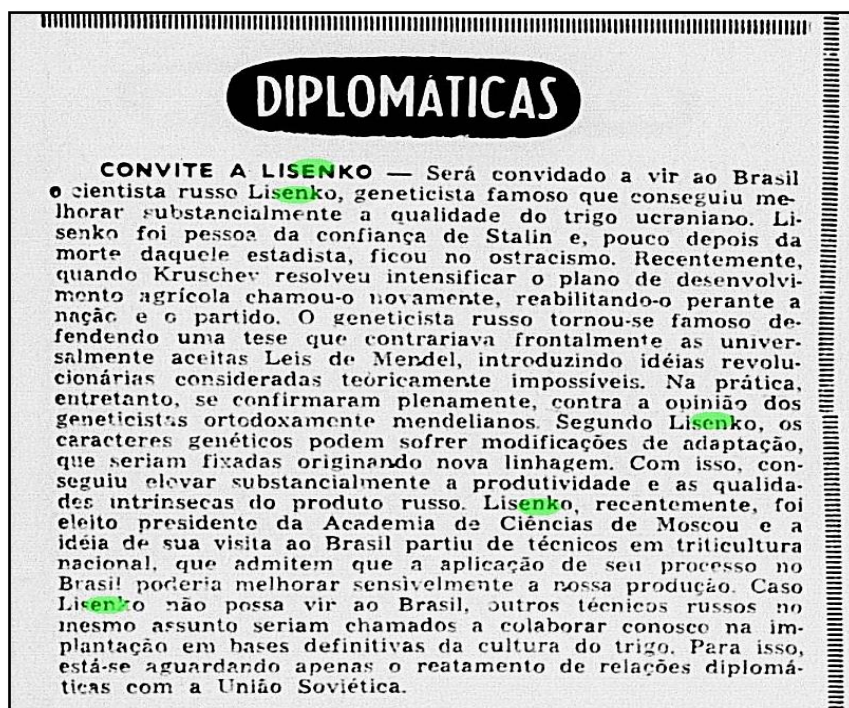 DIPLOMÁTICAS
CONVITE A LISENKO — Será convidado a vir ao Brasil
o cientista russo Lisenko, geneticista famoso que conseguiu me-
lhorar substancialmente a qualidade do trigo ucraniano. Li-
senko foi pessoa da confiança de Stalin e, pouco depois da
morte daquele estadista, ficou no ostracismo. Recentemente,
quando Kruschev resolveu intensificar o plano de desenvolvi-
mento agrícola chamou-o novamente, reabilitando-o perante a
nação e o partido. O geneticista russo tornou-se famoso de-
fendendo uma tese que contrariava frontalmente as univer-
salmente aceitas Leis de Mendel, introduzindo idéias revolu-
cionárias consideradas teòricamente impossíveis. Na prática,
entretanto, se confirmaram plenamente, contra a opinião dos
geneticistas ortodoxamente mendelianos. Segundo Lisenko, os
caracteres genéticos podem sofrer modificações de adaptação,
que seriam fixadas originando nova linhagem. Com isso, con-
seguiu elevar substancialmente a produtividade e as qualida-
des intrínsecas do produto russo. Lisenko, recentemente, foi
eleito presidente da Academia de Ciências de Moscou e a
idéia de sua visita ao Brasil partiu de técnicos em triticultura
nacional, que admitem que a aplicação de seu processo no
Brasil poderia melhorar sensìvelmente a nossa produção. Caso
Lisenko não possa vir ao Brasil, outros técnicos russos no
mesmo assunto seriam chamados a colaborar conosco na im-
plantação em bases definitivas da cultura do trigo. Para isso,
está-se aguardando apenas o reatamento de relações diplomá-
ticas com a União Soviética.